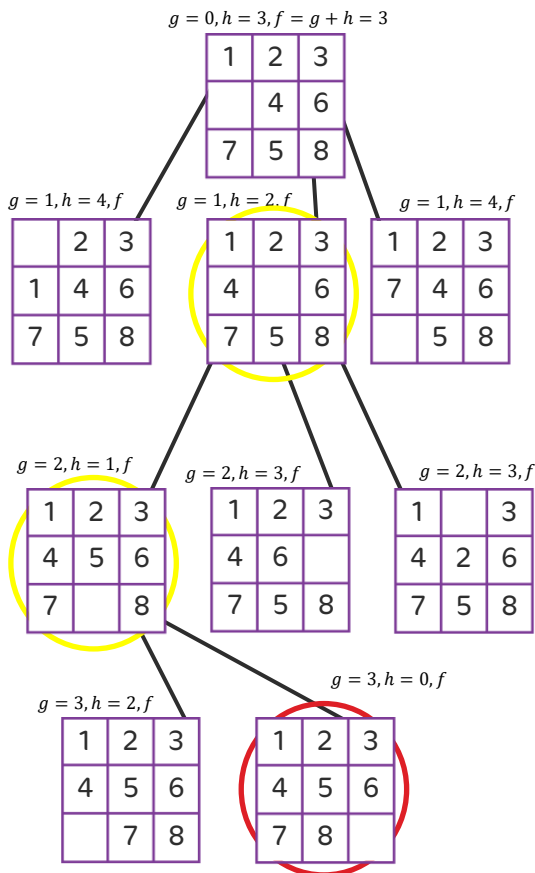 g = 0, h = 3, f = g + h = 3
1 2 3
4 6
7 5 8
g = 1, h = 4, f
g = 1, h = 2, f
g = 1, h = 4, f
2 3
1 4 6
7 5 8
1 2 3
4 6
7 5 8
1 2 3
7 4 6
5 8
g = 2, h = 1, f
g = 2, h = 3, f
g = 2, h = 3, f
1 2 3
4 5 6
7 8
1 2 3
4 6
7 5 8
1 3
4 2 6
7 5 8
g = 3, h = 2, f
g = 3, h = 0, f
1 2 3
4 5 6
7 8
1 2 3
4 5 6
7 8